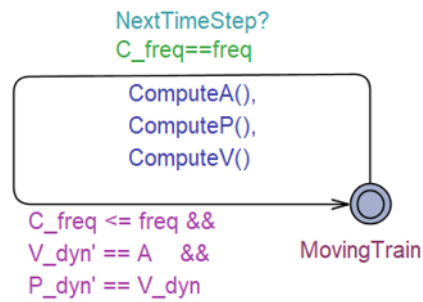 NextTimeStep?
C_freq==freq
ComputeA(),
ComputeP(),
ComputeV()
C_freq <= freq &&
V_dyn' == A &&
P_dyn' == V_dyn
MovingTrain